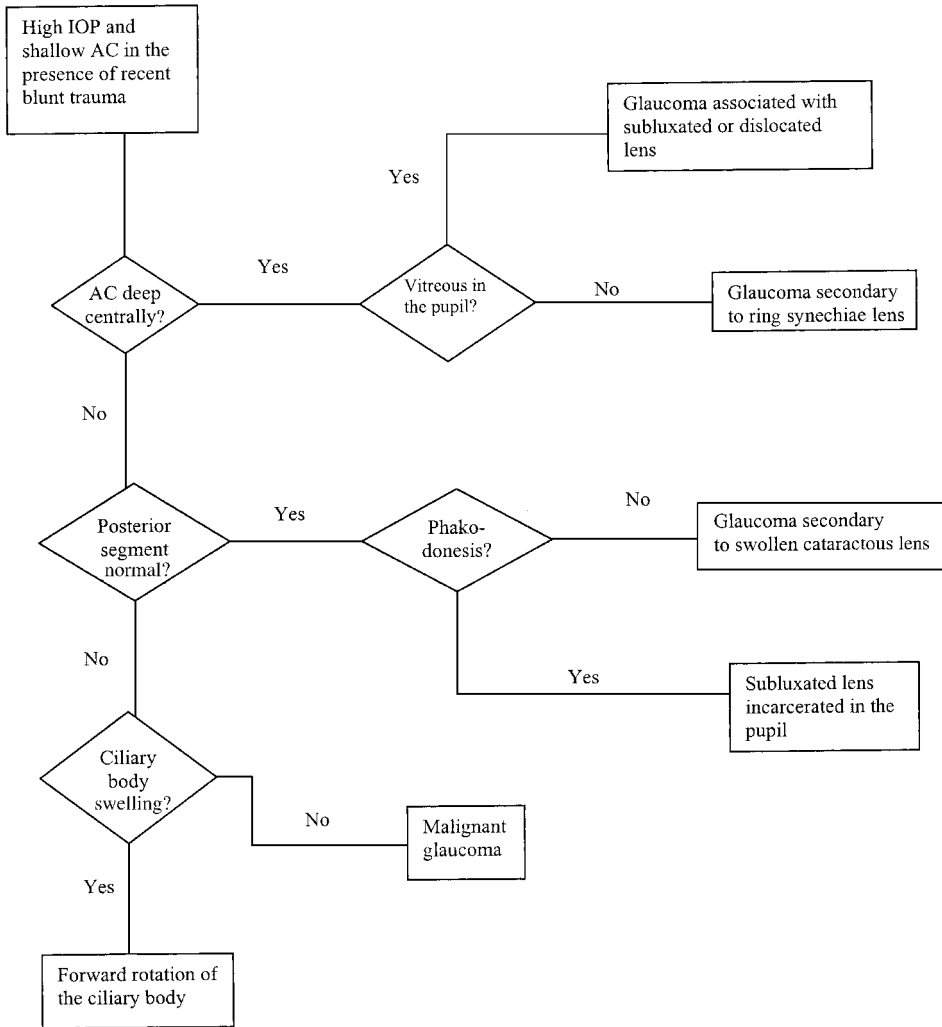 High IOP and
shallow AC in the
presence of recent
blunt trauma
Glaucoma associated with
subluxated or dislocated
lens
Yes
AC deep
centrally?
Yes
Vitreous in
the pupil?
No
Glaucoma secondary
to ring synechiae lens
No
Posterior
segment
normal?
Yes
Phako-
donesis?
No
Glaucoma secondary
to swollen cataractous lens
No
Yes
Subluxated lens
incarcerated in the
pupil
Ciliary
body
swelling?
No
Malignant
glaucoma
Yes
Forward rotation of
the ciliary body